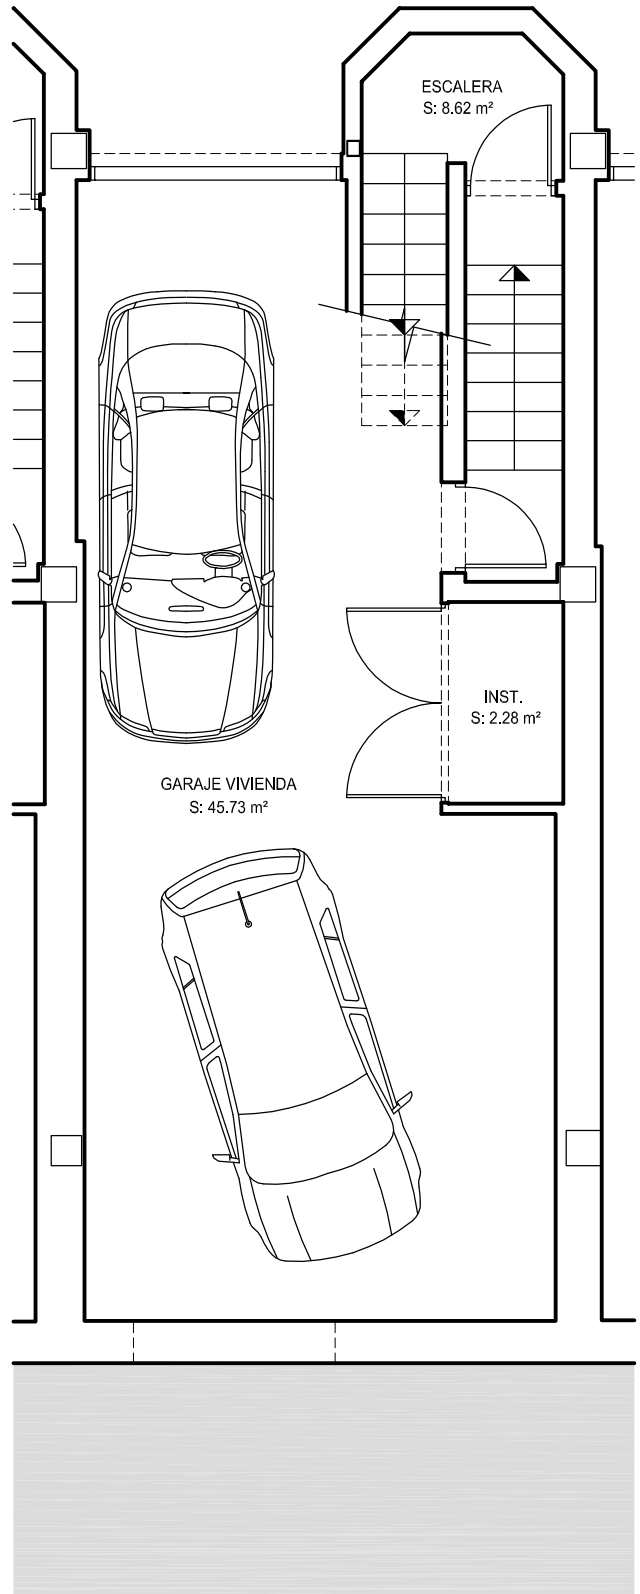 ESCALERA
S: 8.62 m²
INST.
S: 2.28 m²
GARAJE VIVIENDA
S: 45.73 m²